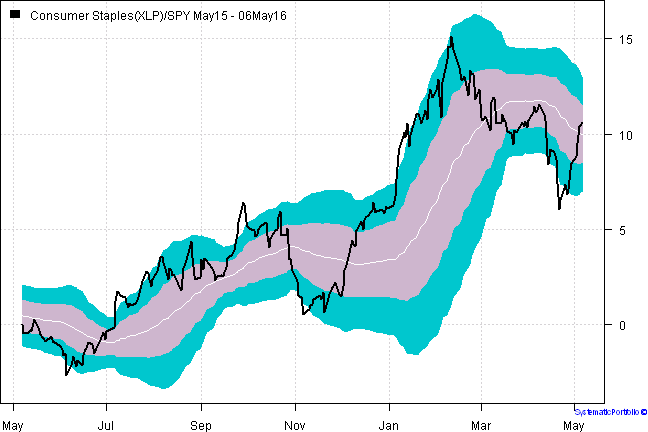 Consumer Staples(XLP)/SPY May15 - 06May16
15
10
5
0
May Jul Sep Nov Jan Mar May
SystematicPortfolio ©